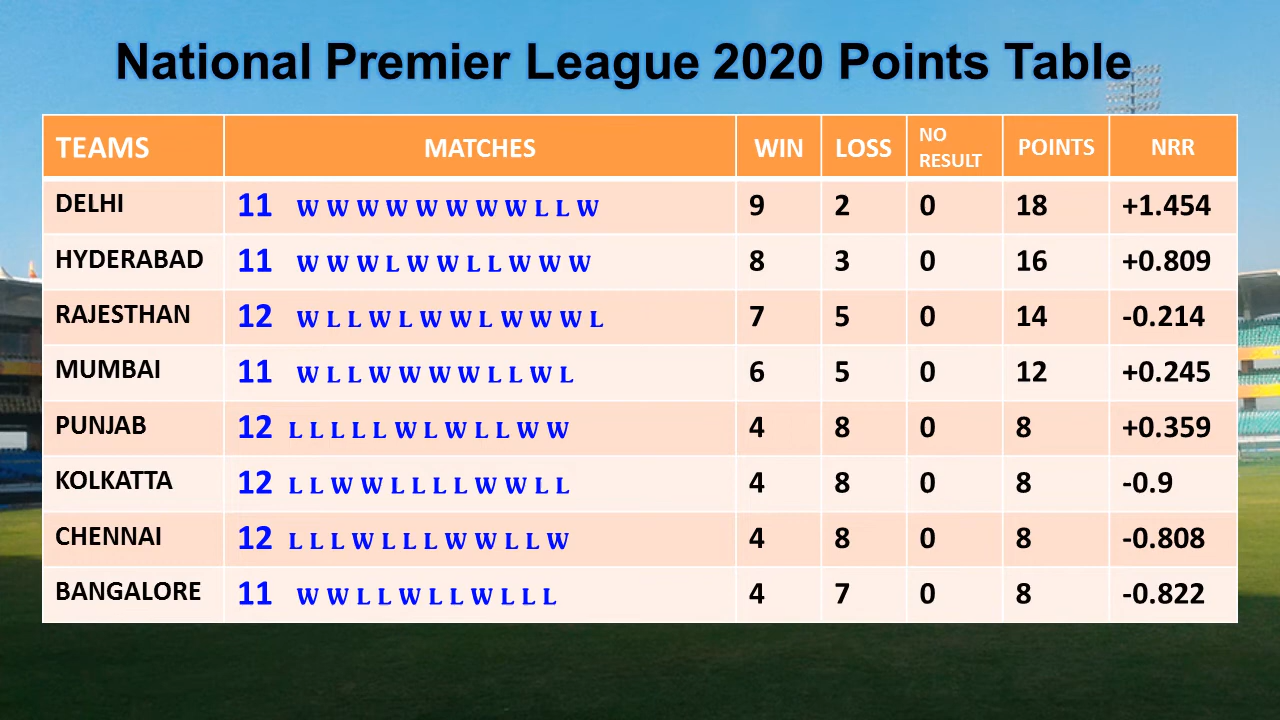 National Premier League 2020 Points Table
TEAMS MATCHES WIN LOSS NO RESULT POINTS NRR
DELHI 11 W W W W W W W W L L W 9 2 0 18 +1.454
HYDERABAD 11 W W W L W W L L W W W 8 3 0 16 +0.809
RAJESTHAN 12 W L L W L W W L W W W L 7 5 0 14 -0.214
MUMBAI 11 W L L W W W W L L W L 6 5 0 12 +0.245
PUNJAB 12 L L L L L W L W L L W W 4 8 0 8 +0.359
KOLKATTA 12 L L W W L L L L W W L L 4 8 0 8 -0.9
CHENNAI 12 L L L W L L L W W L L W 4 8 0 8 -0.808
BANGALORE 11 W W L L W L L W L L L 4 7 0 8 -0.822